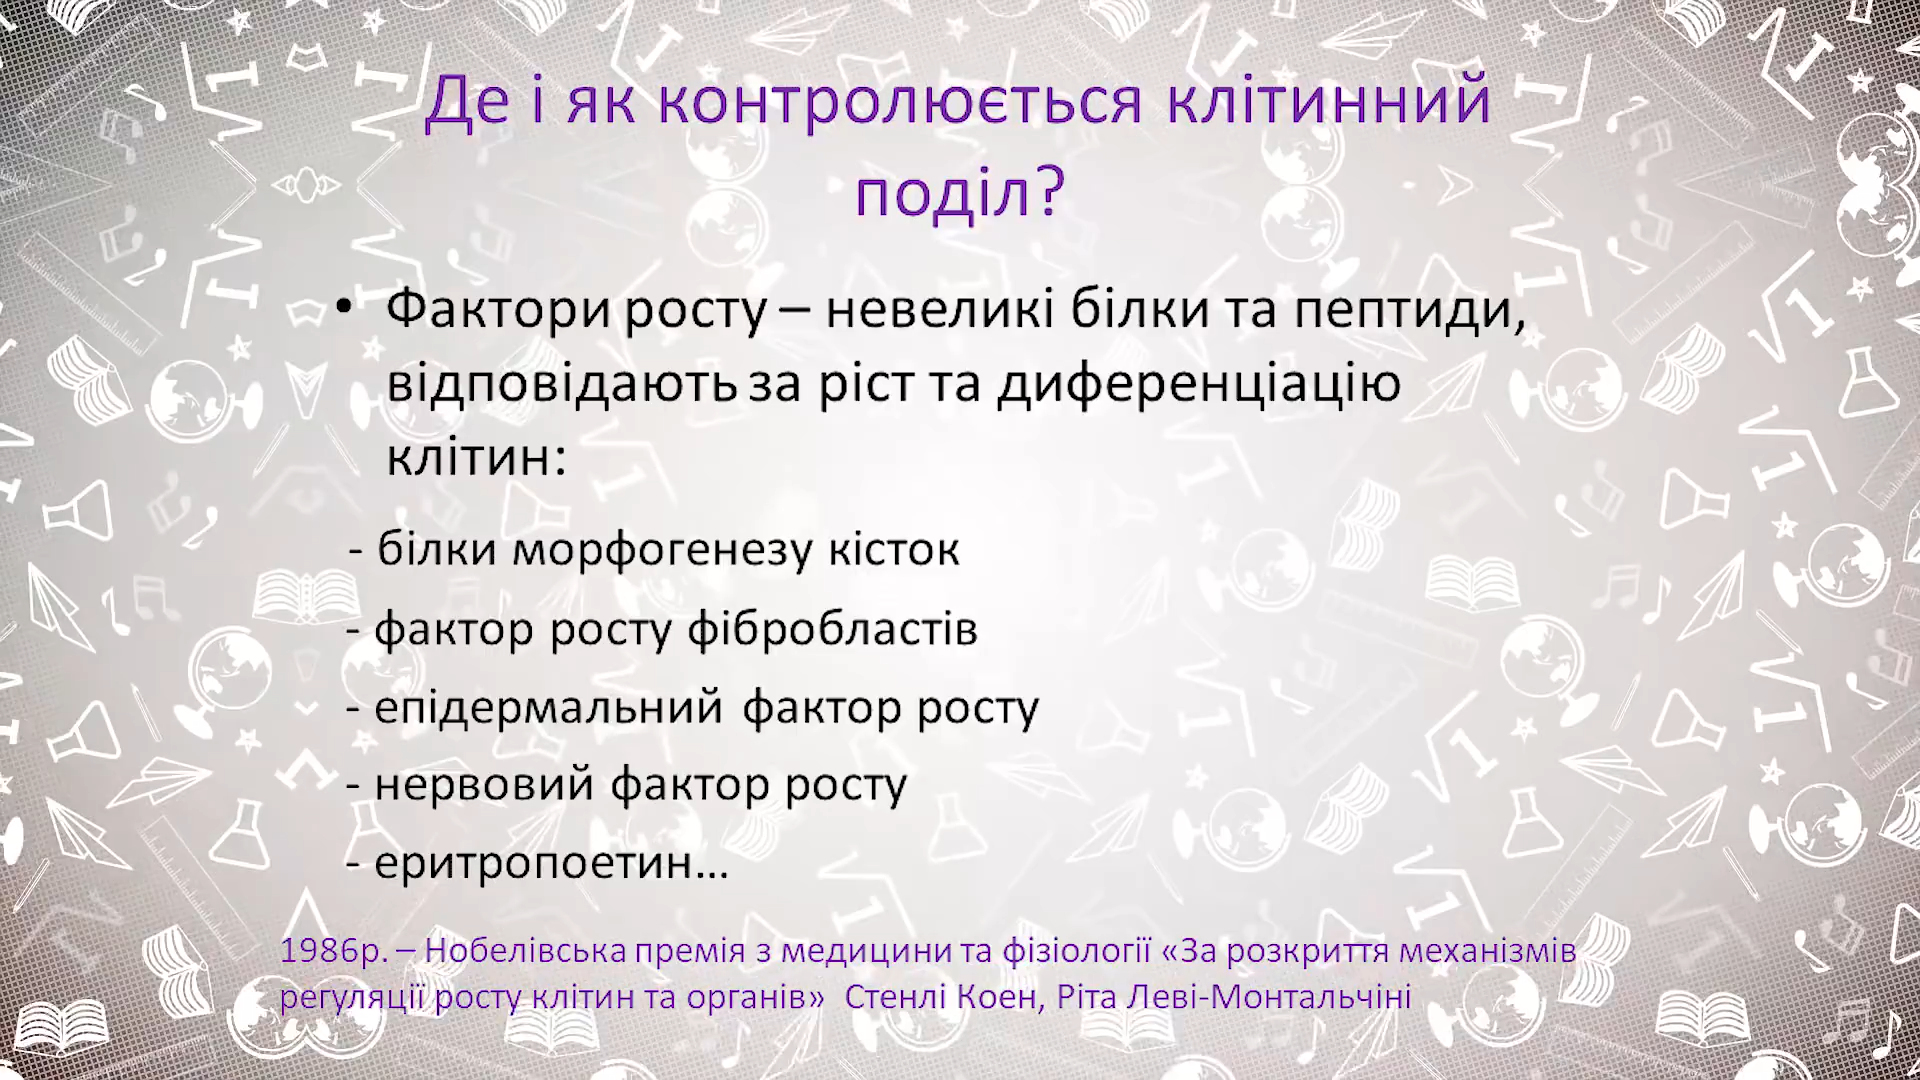 Де і як контролюється клітинний
поділ?
• Фактори росту – невеликі білки та пептиди,
відповідають за ріст та диференціацію
клітин:
- білки морфогенезу кісток
- фактор росту фібробластів
- епідермальний фактор росту
- нервовий фактор росту
- еритропоетин...
1986р. – Нобелівська премія з медицини та фізіології «За розкриття механізмів
регуляції росту клітин та органів» Стенлі Коен, Ріта Леві-Монтальчіні